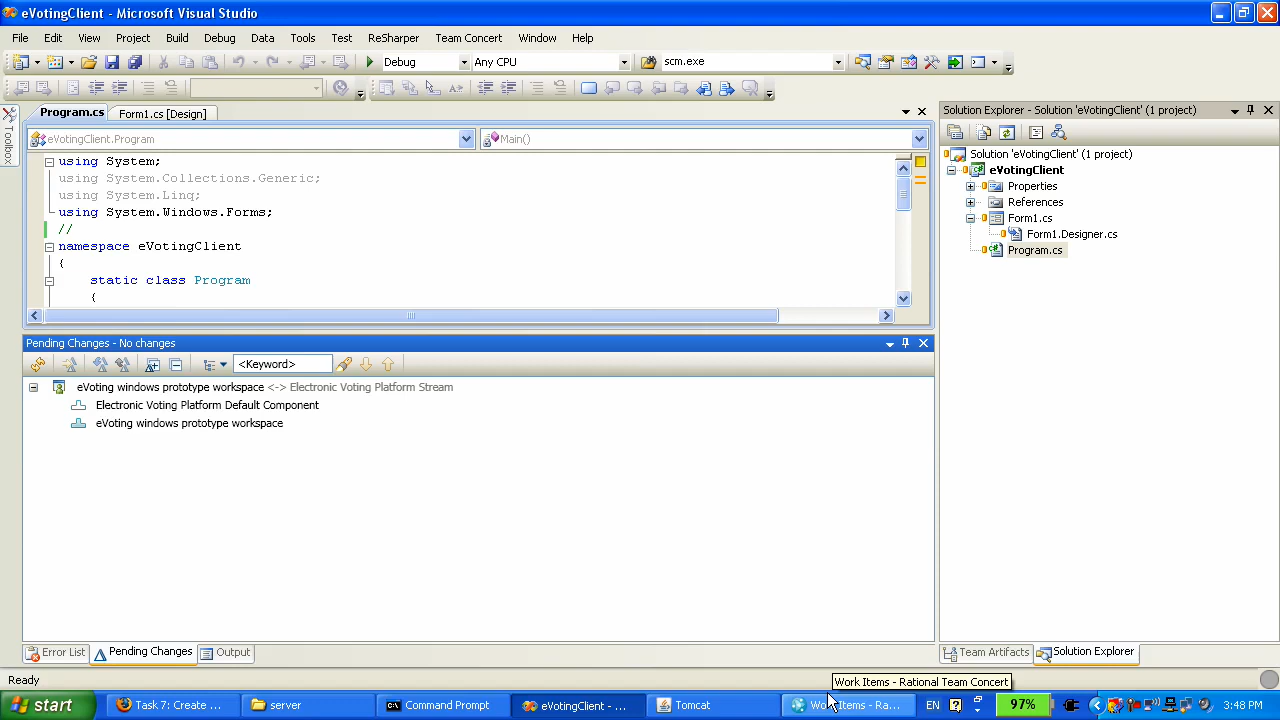 eVotingClient - Microsoft Visual Studio
File Edit View Project Build Debug Data Tools Test ReSharper Team Concert Window Help
Debug Any CPU scm.exe
Toolbox
Program.cs Form1.cs [Design]
eVotingClient.Program Main()
using System;
using System.Collections.Generic;
using System.Linq;
using System.Windows.Forms;
//
namespace eVotingClient
{
static class Program
{
Solution Explorer - Solution 'eVotingClient' (1 project)
Solution 'eVotingClient' (1 project)
eVotingClient
Properties
References
Form1.cs
Form1.Designer.cs
Program.cs
Pending Changes - No changes
<Keyword>
eVoting windows prototype workspace <-> Electronic Voting Platform Stream
Electronic Voting Platform Default Component
eVoting windows prototype workspace
Error List Pending Changes Output
Team Artifacts Solution Explorer
Ready
Work Items - Rational Team Concert
start Task 7: Create ... server Command Prompt eVotingClient - ... Tomcat Work Items - Ra... EN 97% 3:48 PM